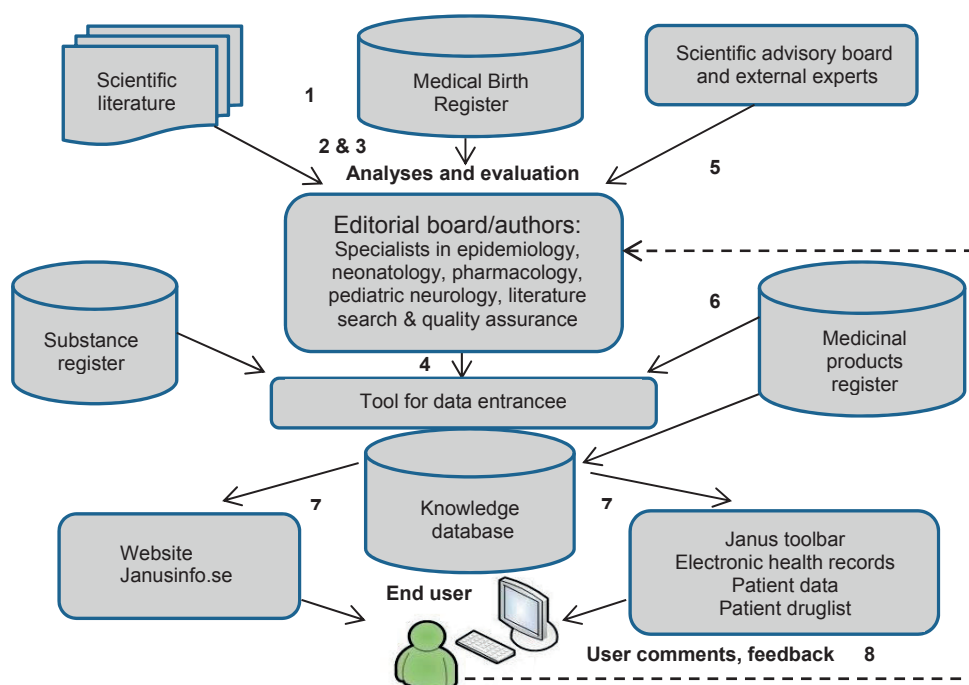 Scientific
literature
1
Medical Birth
Register
Scientific advisory board
and external experts
2 & 3
Analyses and evaluation
5
Editorial board/authors:
Specialists in epidemiology,
neonatology, pharmacology,
pediatric neurology, literature
search & quality assurance
Substance
register
6
Medicinal
products
register
4
Tool for data entrancee
Knowledge
database
7
7
Website
Janusinfo.se
Janus toolbar
Electronic health records
Patient data
Patient druglist
End user
User comments, feedback 8